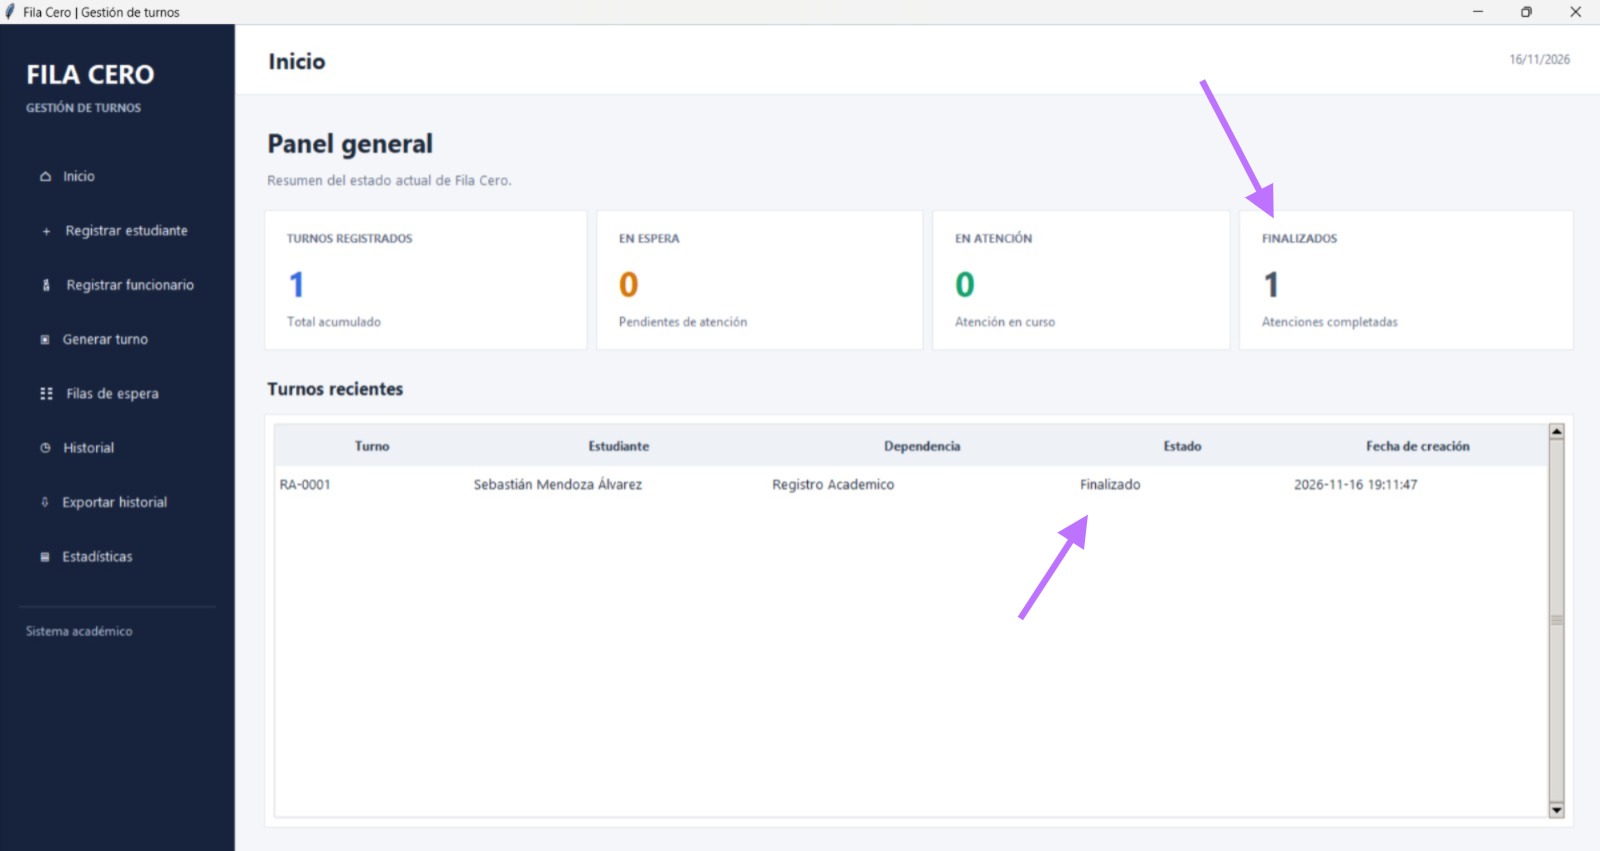 Fila Cero | Gestión de turnos
FILA CERO
GESTIÓN DE TURNOS
Inicio
Registrar estudiante
Registrar funcionario
Generar turno
Filas de espera
Historial
Exportar historial
Estadísticas
Sistema académico
Inicio
16/11/2026
Panel general
Resumen del estado actual de Fila Cero.
TURNOS REGISTRADOS
1
Total acumulado
EN ESPERA
0
Pendientes de atención
EN ATENCIÓN
0
Atención en curso
FINALIZADOS
1
Atenciones completadas
Turnos recientes
Turno Estudiante Dependencia Estado Fecha de creación
RA-0001 Sebastián Mendoza Álvarez Registro Academico Finalizado 2026-11-16 19:11:47